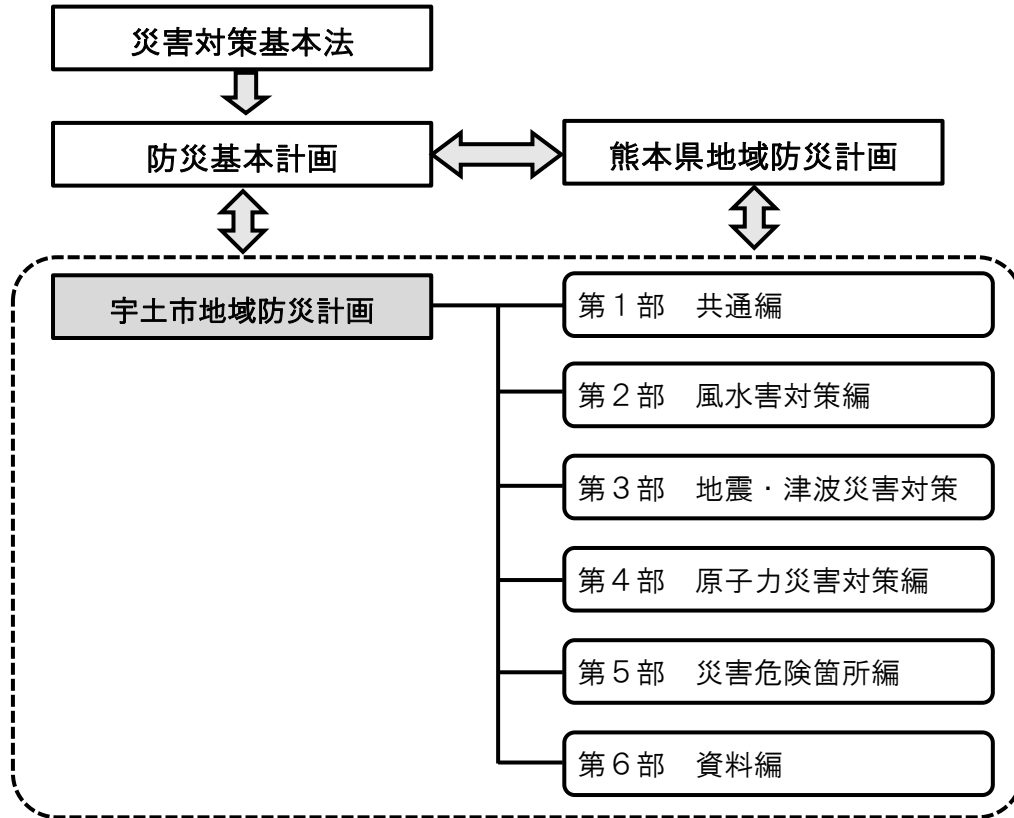 災害対策基本法
防災基本計画
熊本県地域防災計画
宇土市地域防災計画
第１部　共通編
第２部　風水害対策編
第３部　地震・津波災害対策
第４部　原子力災害対策編
第５部　災害危険箇所編
第６部　資料編